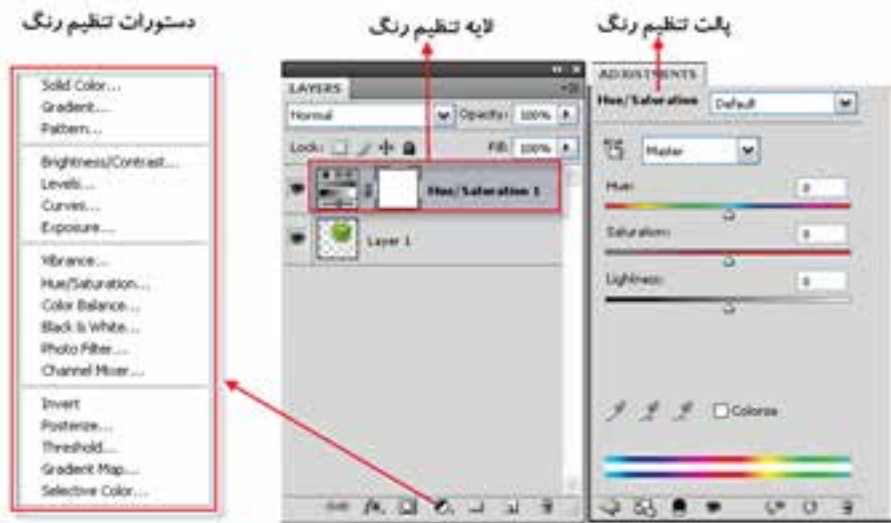 دستورات تنظیم رنگ
لایه تنظیم رنگ
پالت تنظیم رنگ
Solid Color...
Gradient...
Pattern...
Brightness/Contrast...
Levels...
Curves...
Exposure...
Vibrance...
Hue/Saturation...
Color Balance...
Black & White...
Photo Filter...
Channel Mixer...
Invert
Posterize...
Threshold...
Gradient Map...
Selective Color...
LAYERS
Normal
Opacity: 100%
Lock:
Fill: 100%
Hue/Saturation 1
Layer 1
fx.
ADJUSTMENTS
Hue/Saturation
Default
Master
Hue:
0
Saturation:
0
Lightness:
0
Colorize